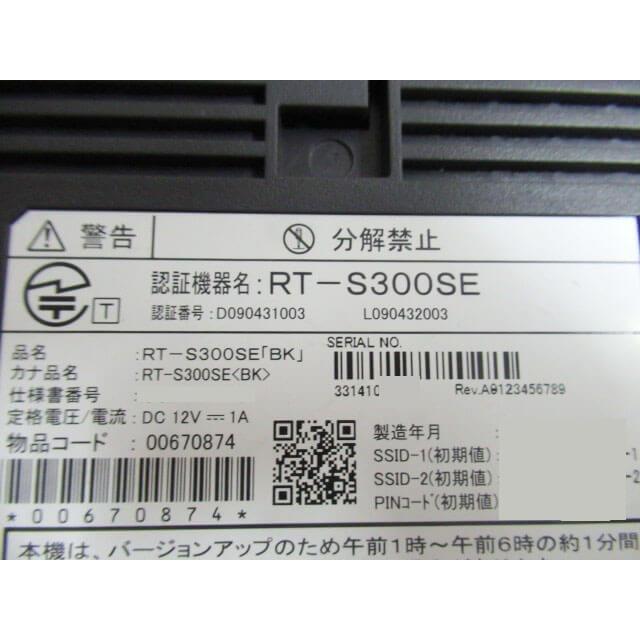 警告
分解禁止
認証機器名:RT-S300SE
T
認証番号:D090431003 L090432003
品名 :RT-S300SE「BK」
カナ品名 :RT-S300SE<BK>
仕様書番号 :
定格電圧/電流:DC 12V 1A
物品コード : 00670874
*00670874*
SERIAL NO.
331410 Rev.A0123456789
製造年月 :
SSID-1(初期値) : -1
SSID-2(初期値) : -2
PINコード(初期値) :
本機は、バージョンアップのため午前1時～午前6時の約1分間